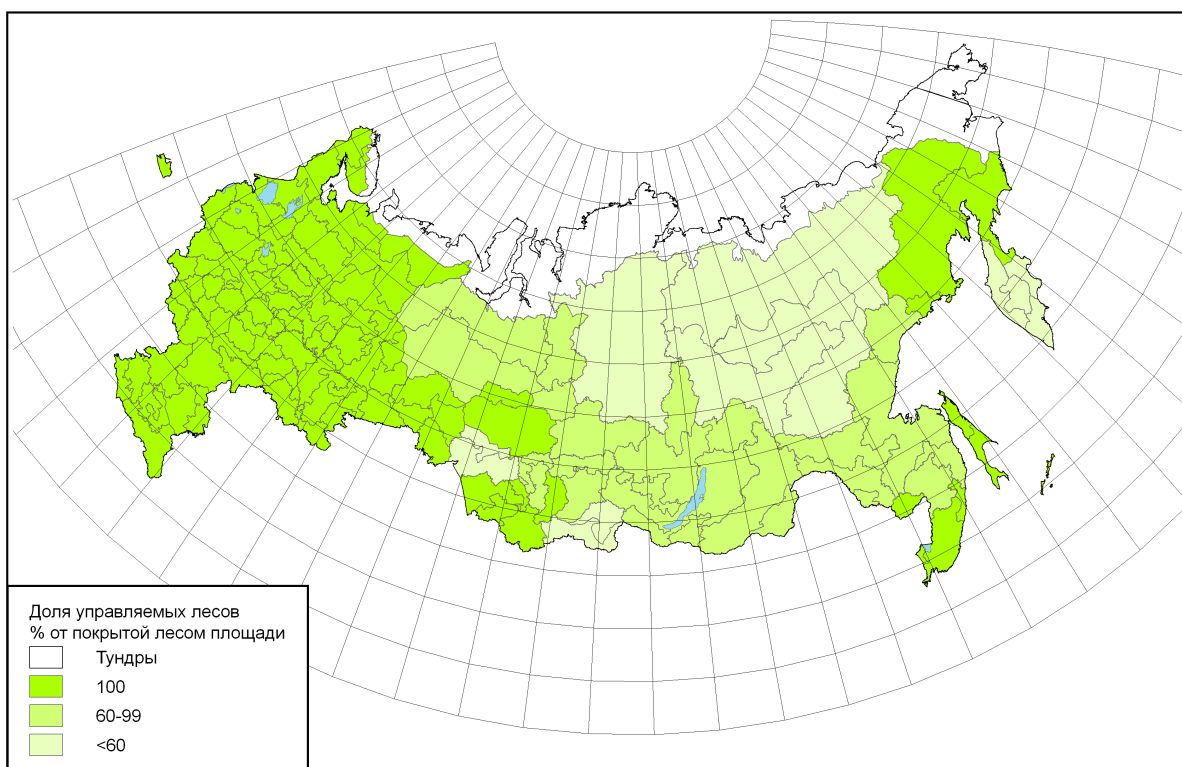 Доля управляемых лесов
% от покрытой лесом площади
Тундры
100
60-99
<60